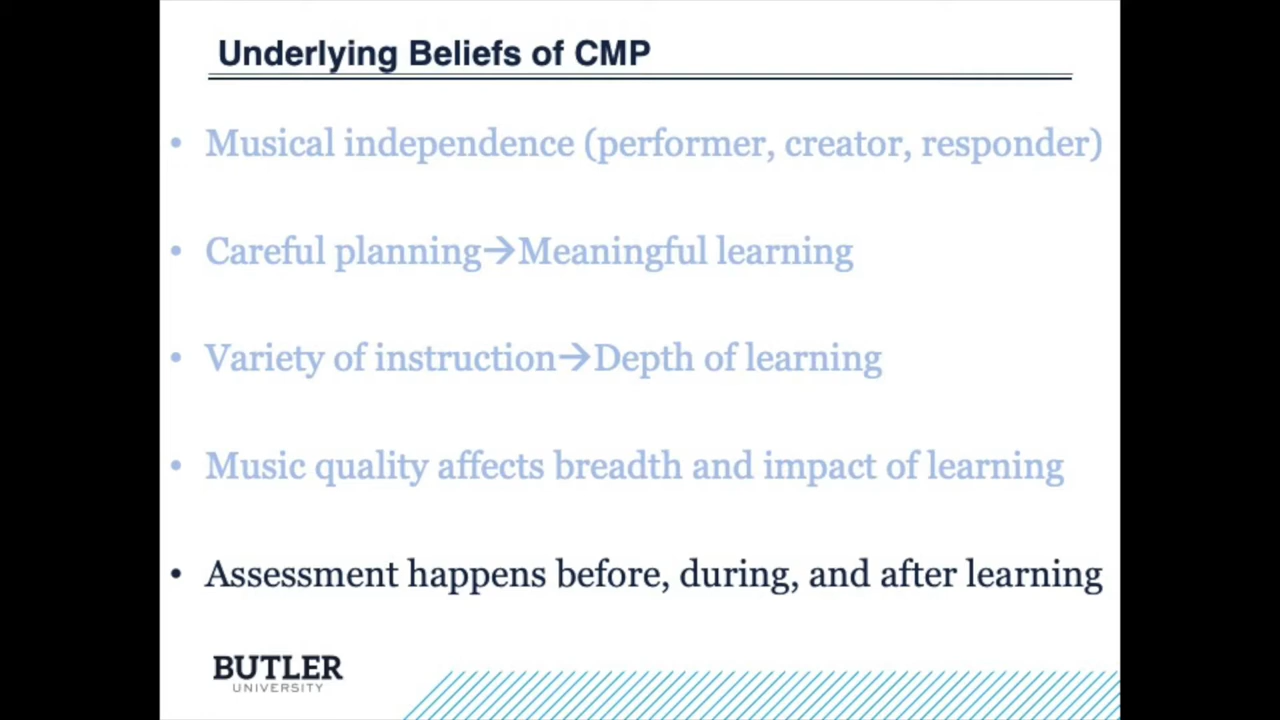 Underlying Beliefs of CMP
• Musical independence (performer, creator, responder)
• Careful planning→Meaningful learning
• Variety of instruction→Depth of learning
• Music quality affects breadth and impact of learning
• Assessment happens before, during, and after learning
BUTLER
UNIVERSITY